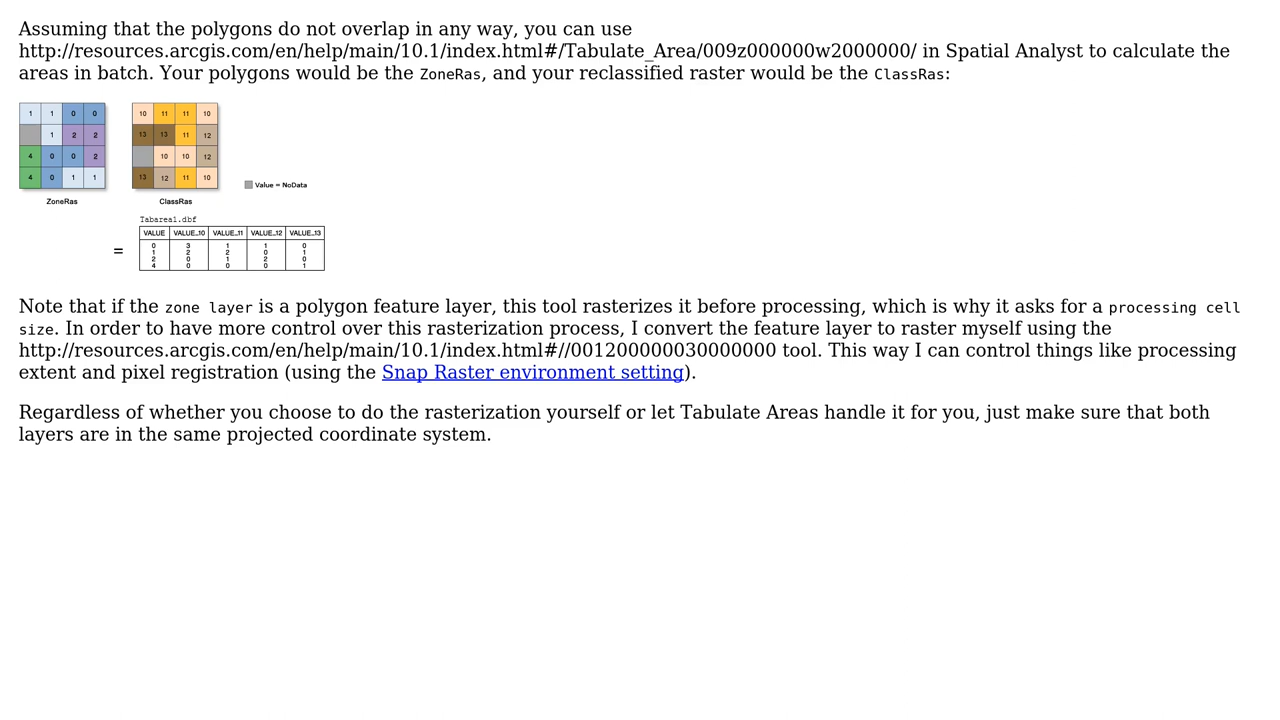 Assuming that the polygons do not overlap in any way, you can use
http://resources.arcgis.com/en/help/main/10.1/index.html#/Tabulate_Area/009z000000w2000000/ in Spatial Analyst to calculate the
areas in batch. Your polygons would be the ZoneRas, and your reclassified raster would be the ClassRas:
1 1 0 0
1 2 2
4 0 0 2
4 0 1 1
ZoneRas
10 11 11 10
13 13 11 12
10 10 12
13 12 11 10
ClassRas
Value = NoData
Tabarea1.dbf
=
VALUE VALUE_10 VALUE_11 VALUE_12 VALUE_13
0 3 1 1 0
1 2 2 0 1
2 0 1 2 0
4 0 0 0 1
Note that if the zone layer is a polygon feature layer, this tool rasterizes it before processing, which is why it asks for a processing cell
size. In order to have more control over this rasterization process, I convert the feature layer to raster myself using the
http://resources.arcgis.com/en/help/main/10.1/index.html#//001200000030000000 tool. This way I can control things like processing
extent and pixel registration (using the Snap Raster environment setting).
Regardless of whether you choose to do the rasterization yourself or let Tabulate Areas handle it for you, just make sure that both
layers are in the same projected coordinate system.